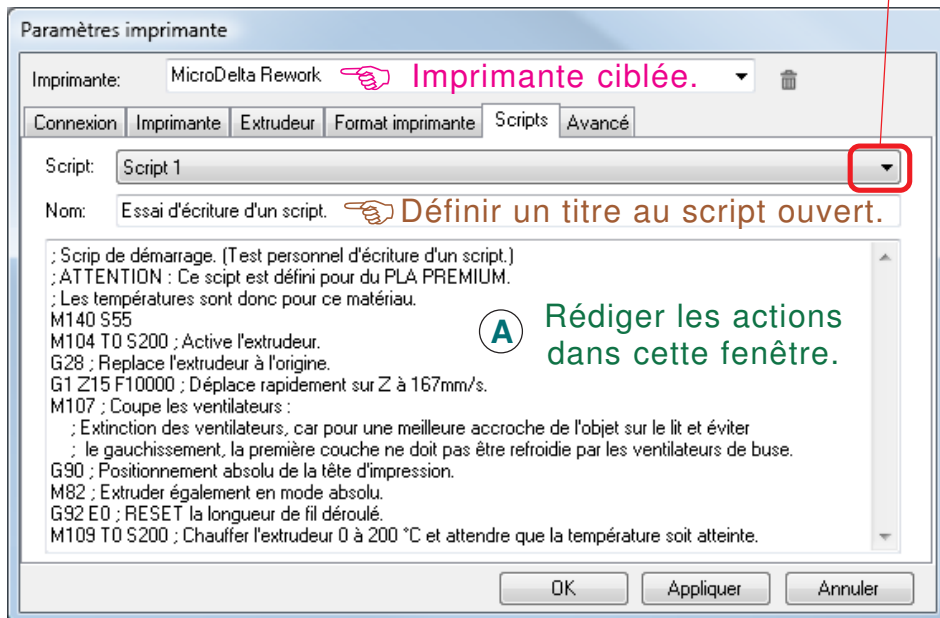 Paramètres imprimante
Imprimante: MicroDelta Rework Imprimante ciblée.
Connexion Imprimante Extrudeur Format imprimante Scripts Avancé
Script: Script 1
Nom: Essai d'écriture d'un script. Définir un titre au script ouvert.
; Scrip de démarrage. (Test personnel d'écriture d'un script.)
; ATTENTION : Ce scipt est défini pour du PLA PREMIUM.
; Les températures sont donc pour ce matériau.
M140 S55
M104 T0 S200 ; Active l'extrudeur.
G28 ; Replace l'extrudeur à l'origine.
G1 Z15 F10000 ; Déplace rapidement sur Z à 167mm/s.
M107 ; Coupe les ventilateurs :
; Extinction des ventilateurs, car pour une meilleure accroche de l'objet sur le lit et éviter
; le gauchissement, la première couche ne doit pas être refroidie par les ventilateurs de buse.
G90 ; Positionnement absolu de la tête d'impression.
M82 ; Extruder également en mode absolu.
G92 E0 ; RESET la longueur de fil déroulé.
M109 T0 S200 ; Chauffer l'extrudeur 0 à 200 °C et attendre que la température soit atteinte.
A Rédiger les actions
dans cette fenêtre.
OK Appliquer Annuler